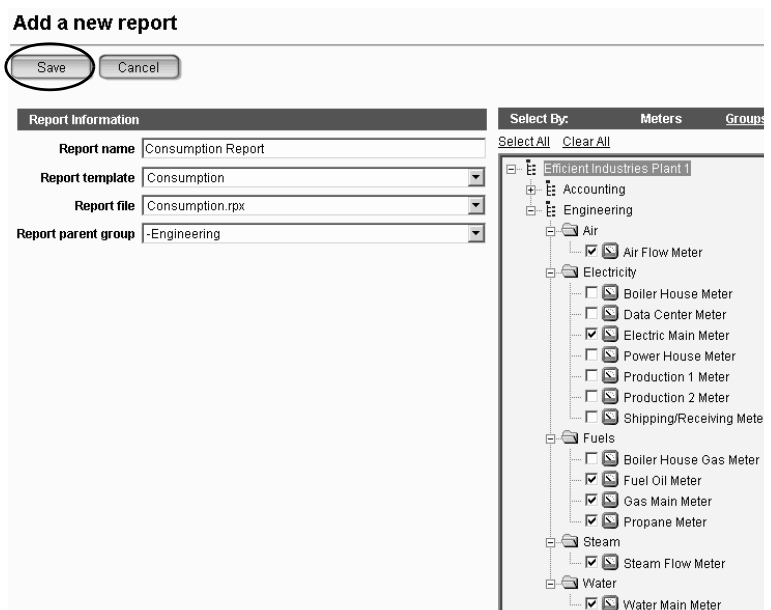 Add a new report
Save Cancel
Report Information
Report name Consumption Report
Report template Consumption
Report file Consumption.rpx
Report parent group -Engineering
Select By: Meters Groups
Select All Clear All
Efficient Industries Plant 1
Accounting
Engineering
Air
Air Flow Meter
Electricity
Boiler House Meter
Data Center Meter
Electric Main Meter
Power House Meter
Production 1 Meter
Production 2 Meter
Shipping/Receiving Mete
Fuels
Boiler House Gas Meter
Fuel Oil Meter
Gas Main Meter
Propane Meter
Steam
Steam Flow Meter
Water
Water Main Meter